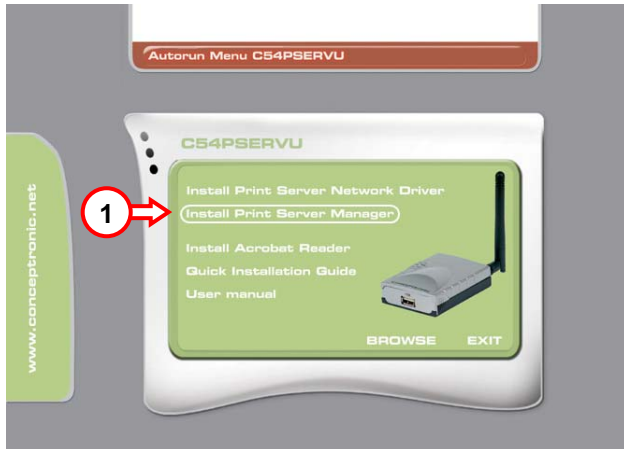 Autorun Menu C54PSERVU
www.conceptronic.net
C54PSERVU
Install Print Server Network Driver
1
Install Print Server Manager
Install Acrobat Reader
Quick Installation Guide
User manual
BROWSE EXIT